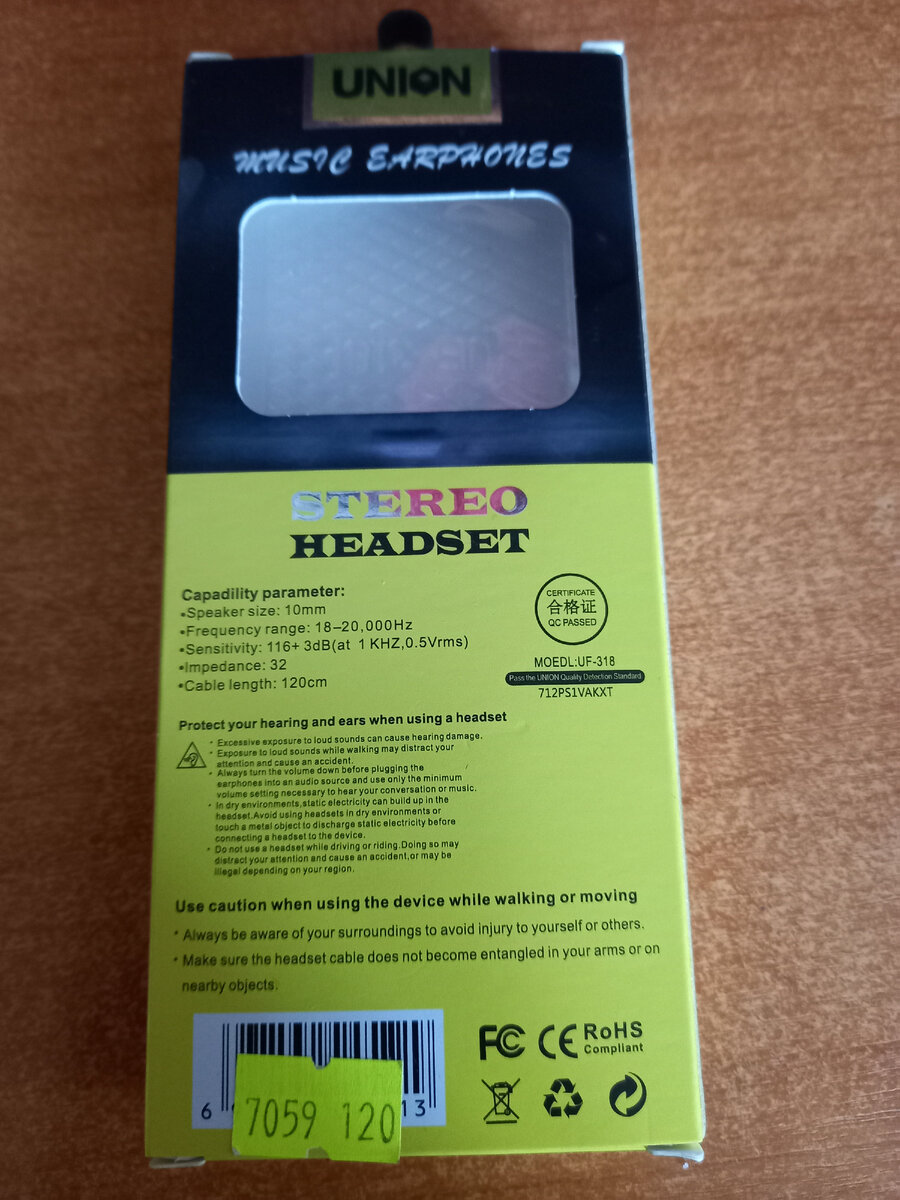 UNION
MUSIC EARPHONES
STEREO
HEADSET
Capadility parameter:
•Speaker size: 10mm
•Frequency range: 18–20,000Hz
•Sensitivity: 116+ 3dB(at 1 KHZ,0.5Vrms)
•Impedance: 32
•Cable length: 120cm
CERTIFICATE
合格证
QC PASSED
MOEDL:UF-318
Pass the UNION Quality Detection Standard
712PS1VAKXT
Protect your hearing and ears when using a headset
• Excessive exposure to loud sounds can cause hearing damage.
• Exposure to loud sounds while walking may distract your
attention and cause an accident.
• Always turn the volume down before plugging the
earphones into an audio source and use only the minimum
volume setting necessary to hear your conversation or music.
• In dry environments,static electricity can build up in the
headset.Avoid using headsets in dry environments or
touch a metal object to discharge static electricity before
connecting a headset to the device.
• Do not use a headset while driving or riding.Doing so may
distract your attention and cause an accident,or may be
illegal depending on your region.
Use caution when using the device while walking or moving
• Always be aware of your surroundings to avoid injury to yourself or others.
• Make sure the headset cable does not become entangled in your arms or on
nearby objects.
FC CE RoHS
Compliant
6 13
7059 120